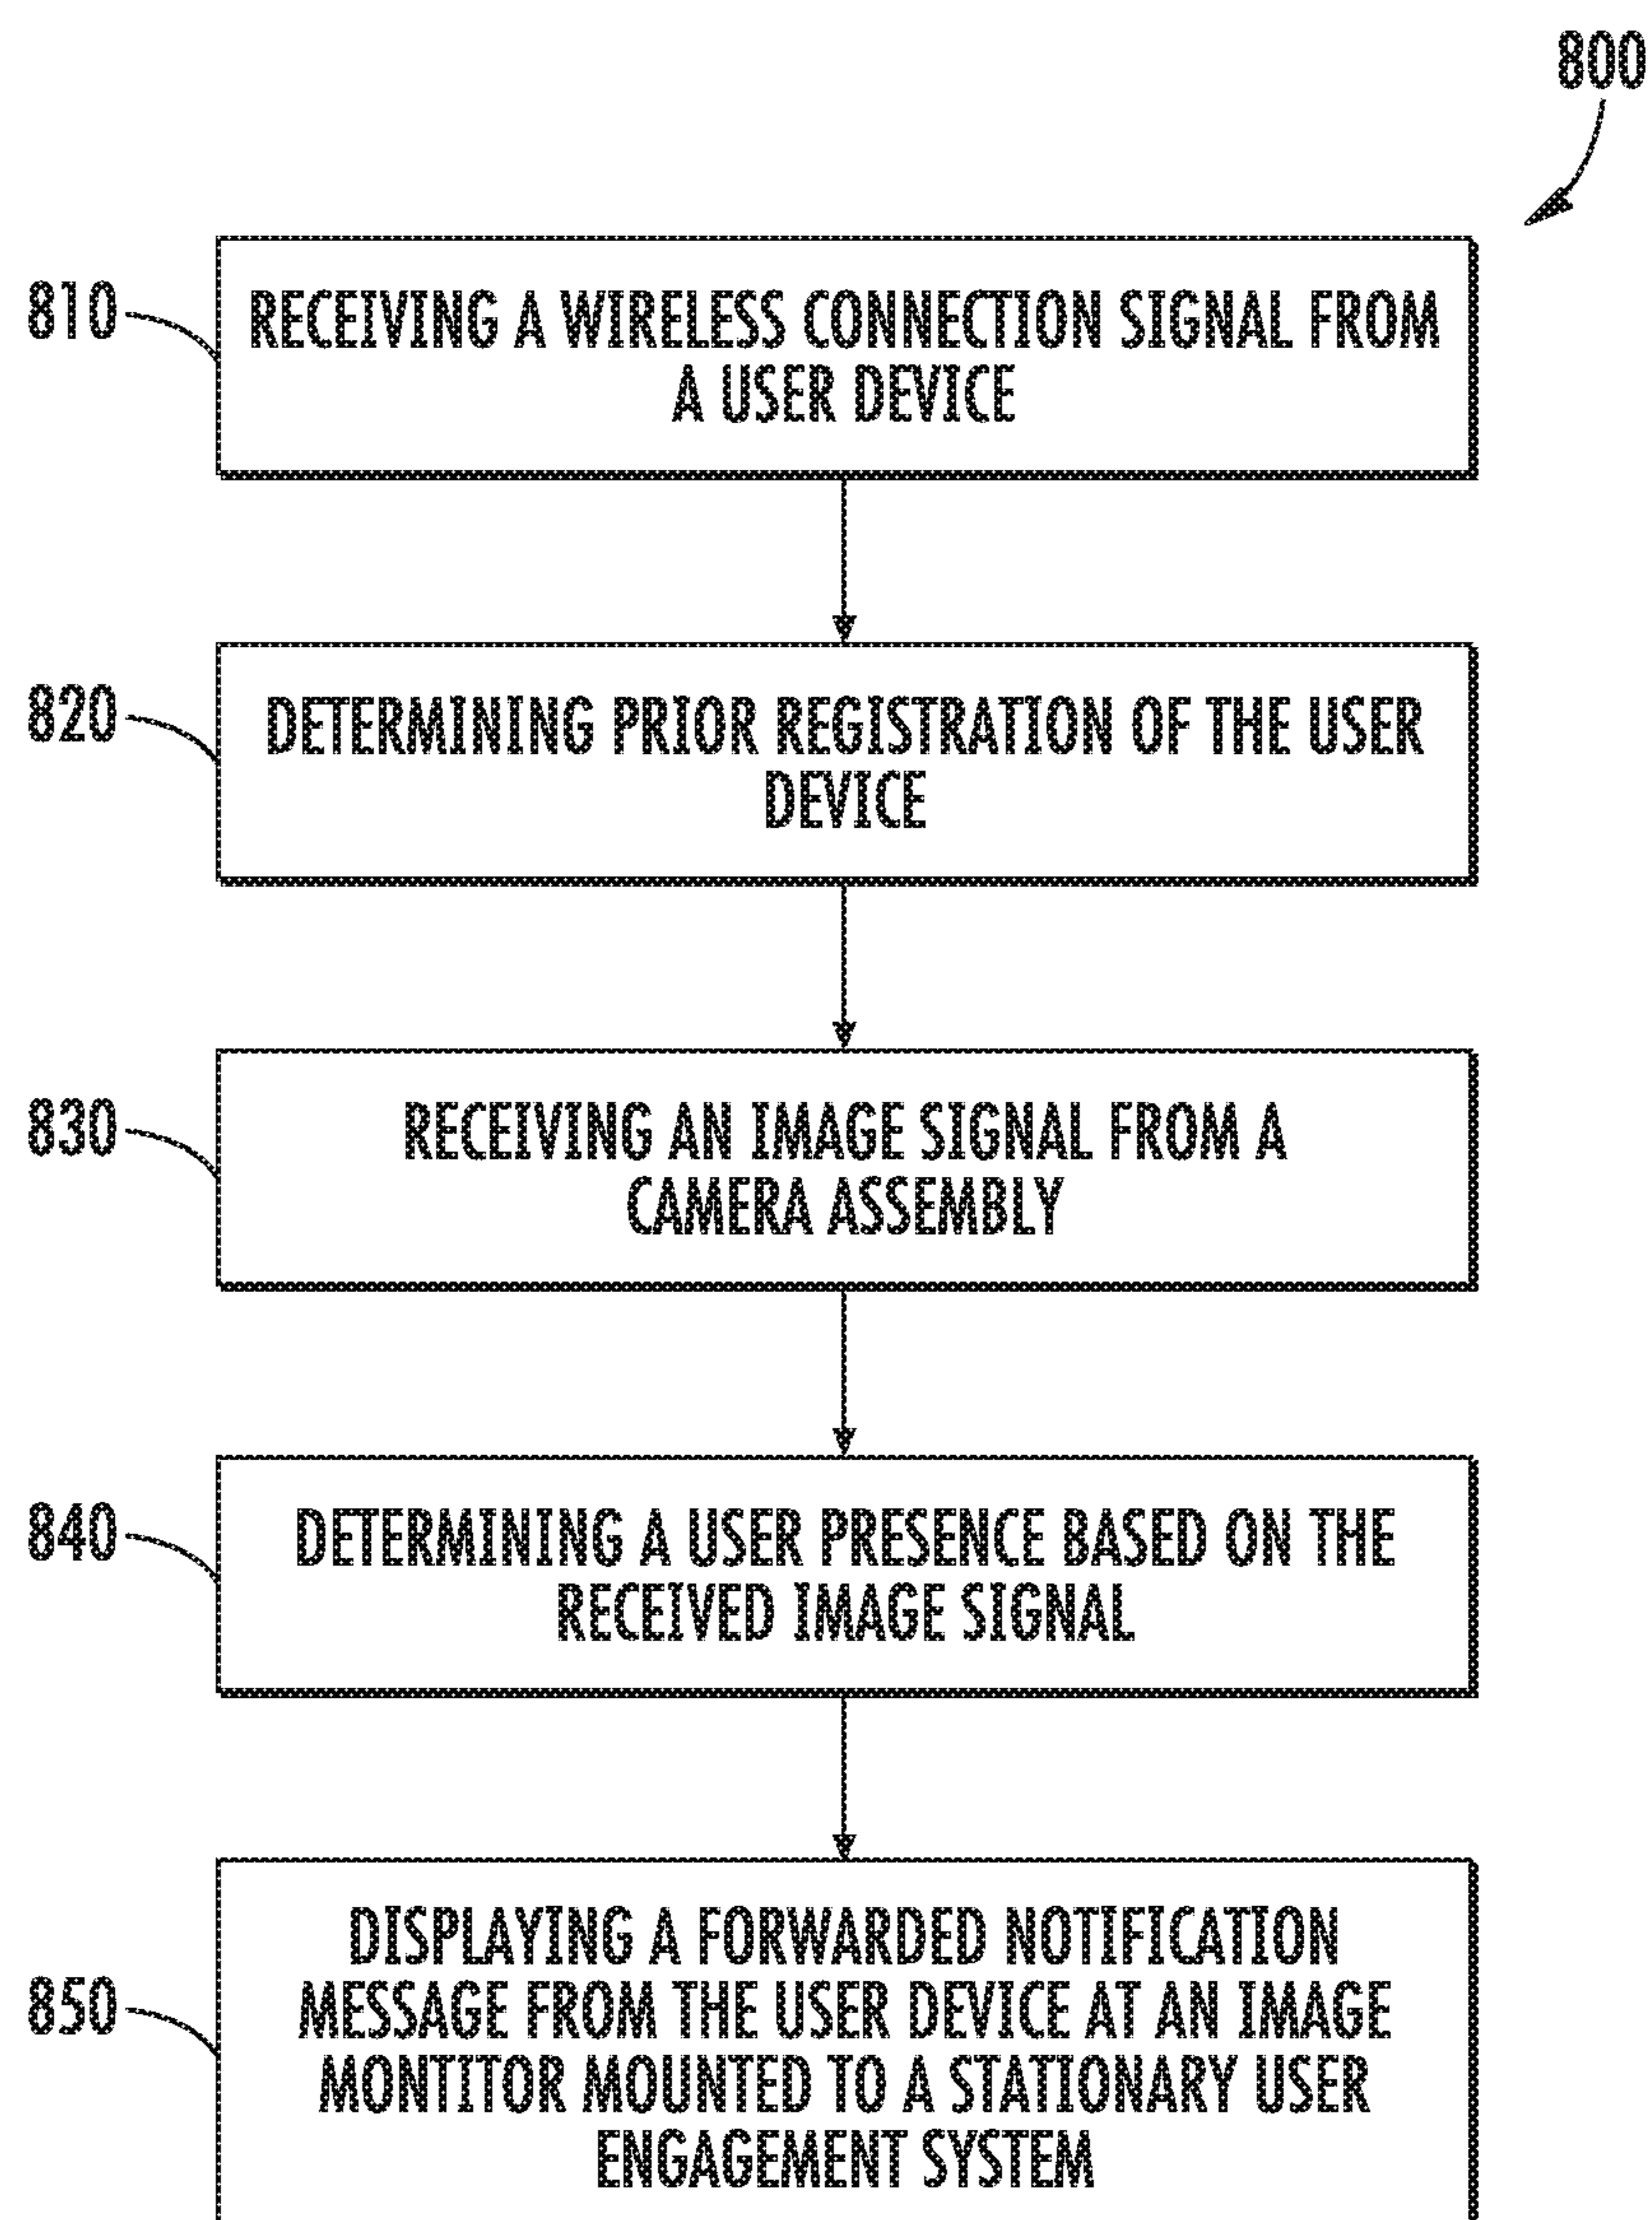 800
810
RECEIVING A WIRELESS CONNECTION SIGNAL FROM
A USER DEVICE
820
DETERMINING PRIOR REGISTRATION OF THE USER
DEVICE
830
RECEIVING AN IMAGE SIGNAL FROM A
CAMERA ASSEMBLY
840
DETERMINING A USER PRESENCE BASED ON THE
RECEIVED IMAGE SIGNAL
850
DISPLAYING A FORWARDED NOTIFICATION
MESSAGE FROM THE USER DEVICE AT AN IMAGE
MONTITOR MOUNTED TO A STATIONARY USER
ENGAGEMENT SYSTEM